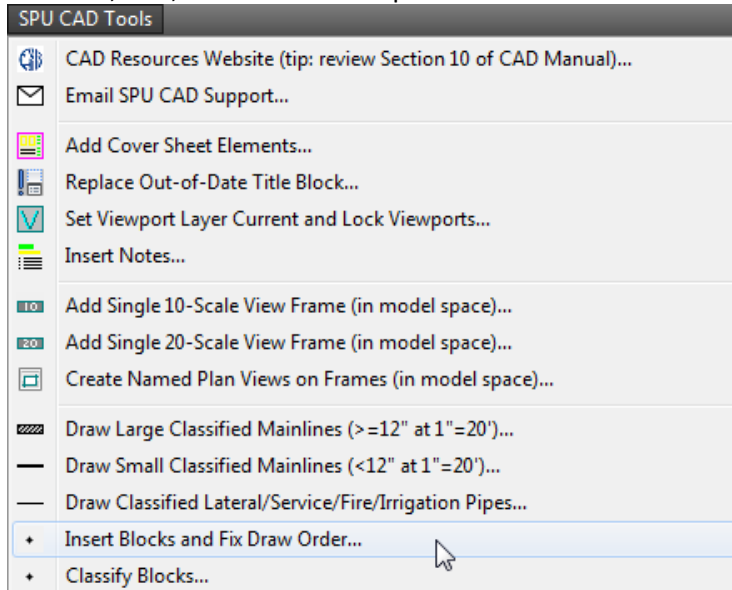 SPU CAD Tools
CAD Resources Website (tip: review Section 10 of CAD Manual)...
Email SPU CAD Support...
Add Cover Sheet Elements...
Replace Out-of-Date Title Block...
Set Viewport Layer Current and Lock Viewports...
Insert Notes...
10 Add Single 10-Scale View Frame (in model space)...
20 Add Single 20-Scale View Frame (in model space)...
Create Named Plan Views on Frames (in model space)...
Draw Large Classified Mainlines (>=12" at 1"=20')...
Draw Small Classified Mainlines (<12" at 1"=20')...
Draw Classified Lateral/Service/Fire/Irrigation Pipes...
Insert Blocks and Fix Draw Order...
Classify Blocks...